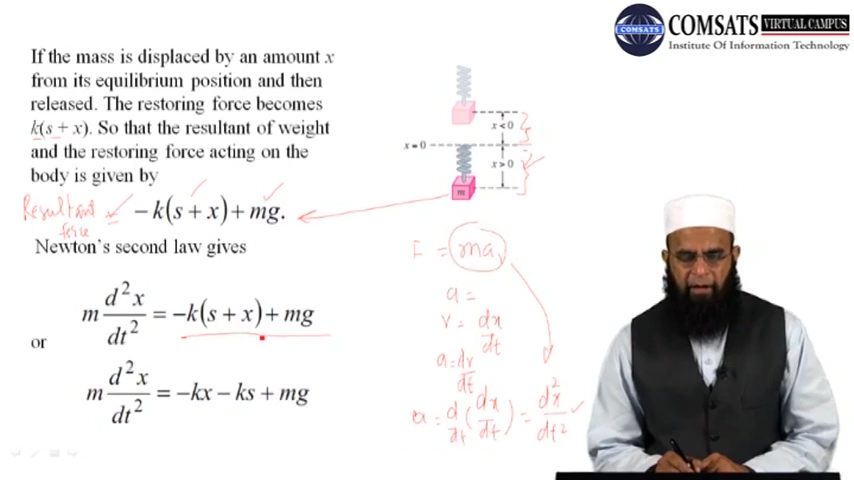 COMSATS VIRTUAL CAMPUS
Institute Of Information Technology
If the mass is displaced by an amount x
from its equilibrium position and then
released. The restoring force becomes
k(s + x). So that the resultant of weight
and the restoring force acting on the
body is given by
Resultant force − k(s + x) + mg.
Newton's second law gives
m d²x/dt² = −k(s + x) + mg
or
m d²x/dt² = −kx − ks + mg
x < 0
x = 0
x > 0
m
F = ma
a =
v = dx/dt
a = dv/dt
a = d/dt (dx/dt) = d²x/dt²